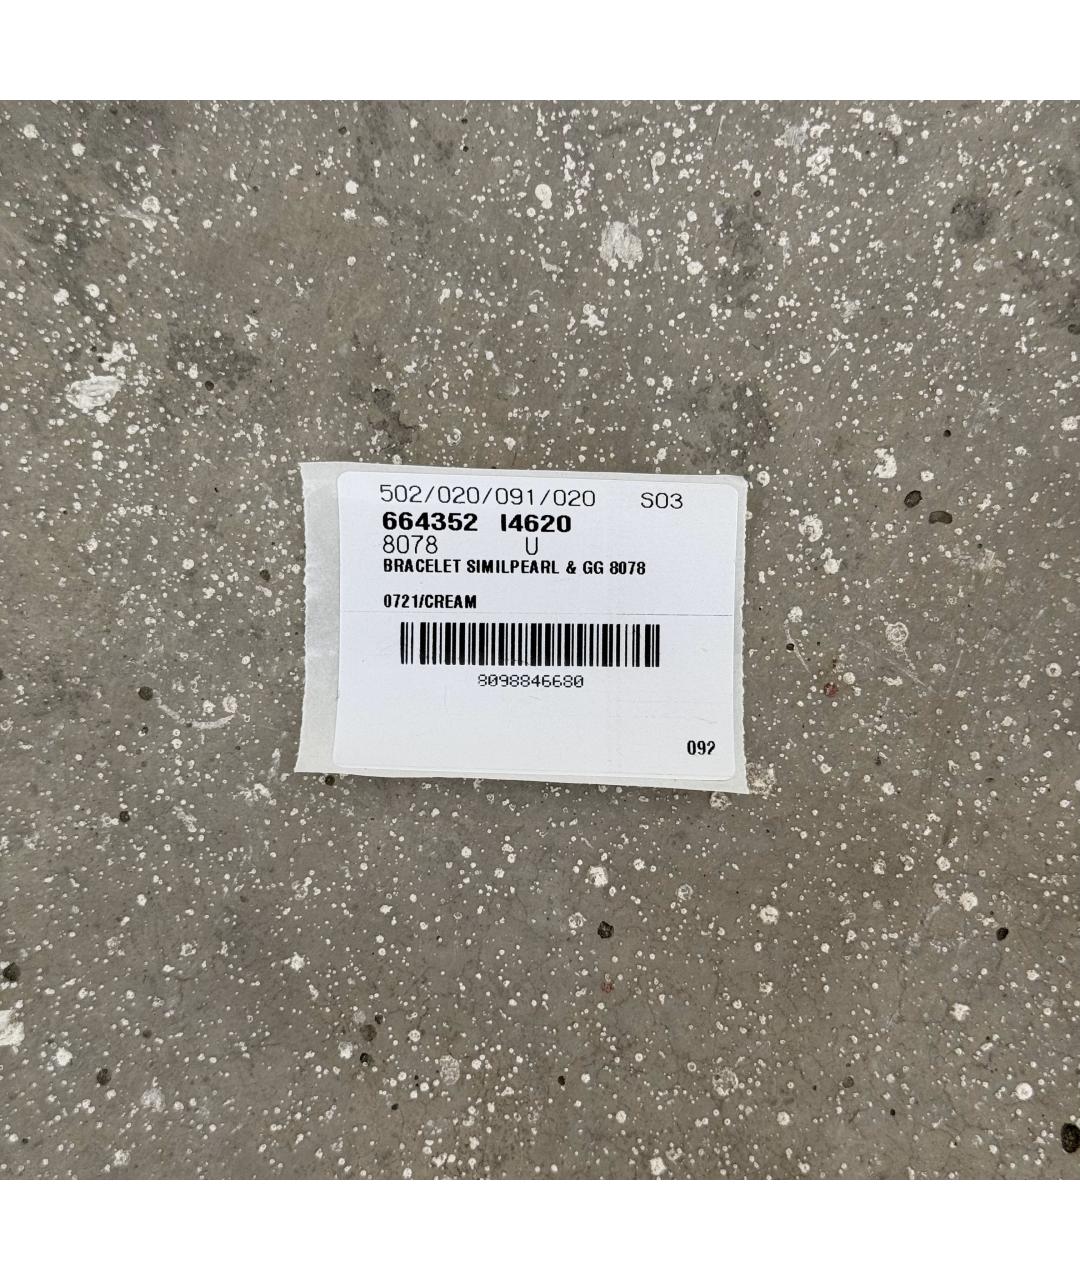 502/020/091/020 S03
664352 I4620
8078 U
BRACELET SIMILPEARL & GG 8078
0721/CREAM
8098846680
092